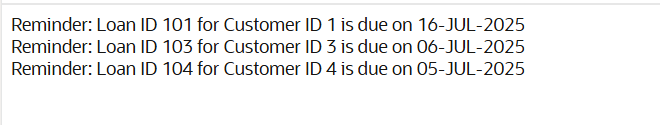 Reminder: Loan ID 101 for Customer ID 1 is due on 16-JUL-2025
Reminder: Loan ID 103 for Customer ID 3 is due on 06-JUL-2025
Reminder: Loan ID 104 for Customer ID 4 is due on 05-JUL-2025